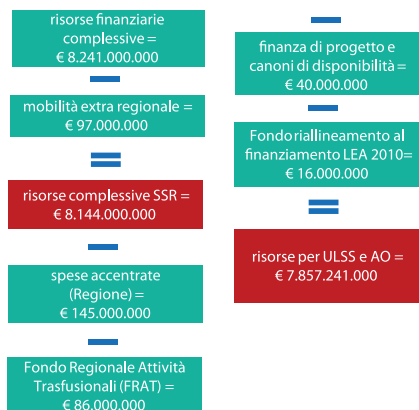 risorse finanziarie
complessive =
€ 8.241.000.000
mobilità extra regionale =
€ 97.000.000
risorse complessive SSR =
€ 8.144.000.000
spese accentrate
(Regione) =
€ 145.000.000
Fondo Regionale Attività
Trasfusionali (FRAT) =
€ 86.000.000
finanza di progetto e
canoni di disponibilità =
€ 40.000.000
Fondo riallineamento al
finanziamento LEA 2010=
€ 16.000.000
risorse per ULSS e AO =
€ 7.857.241.000